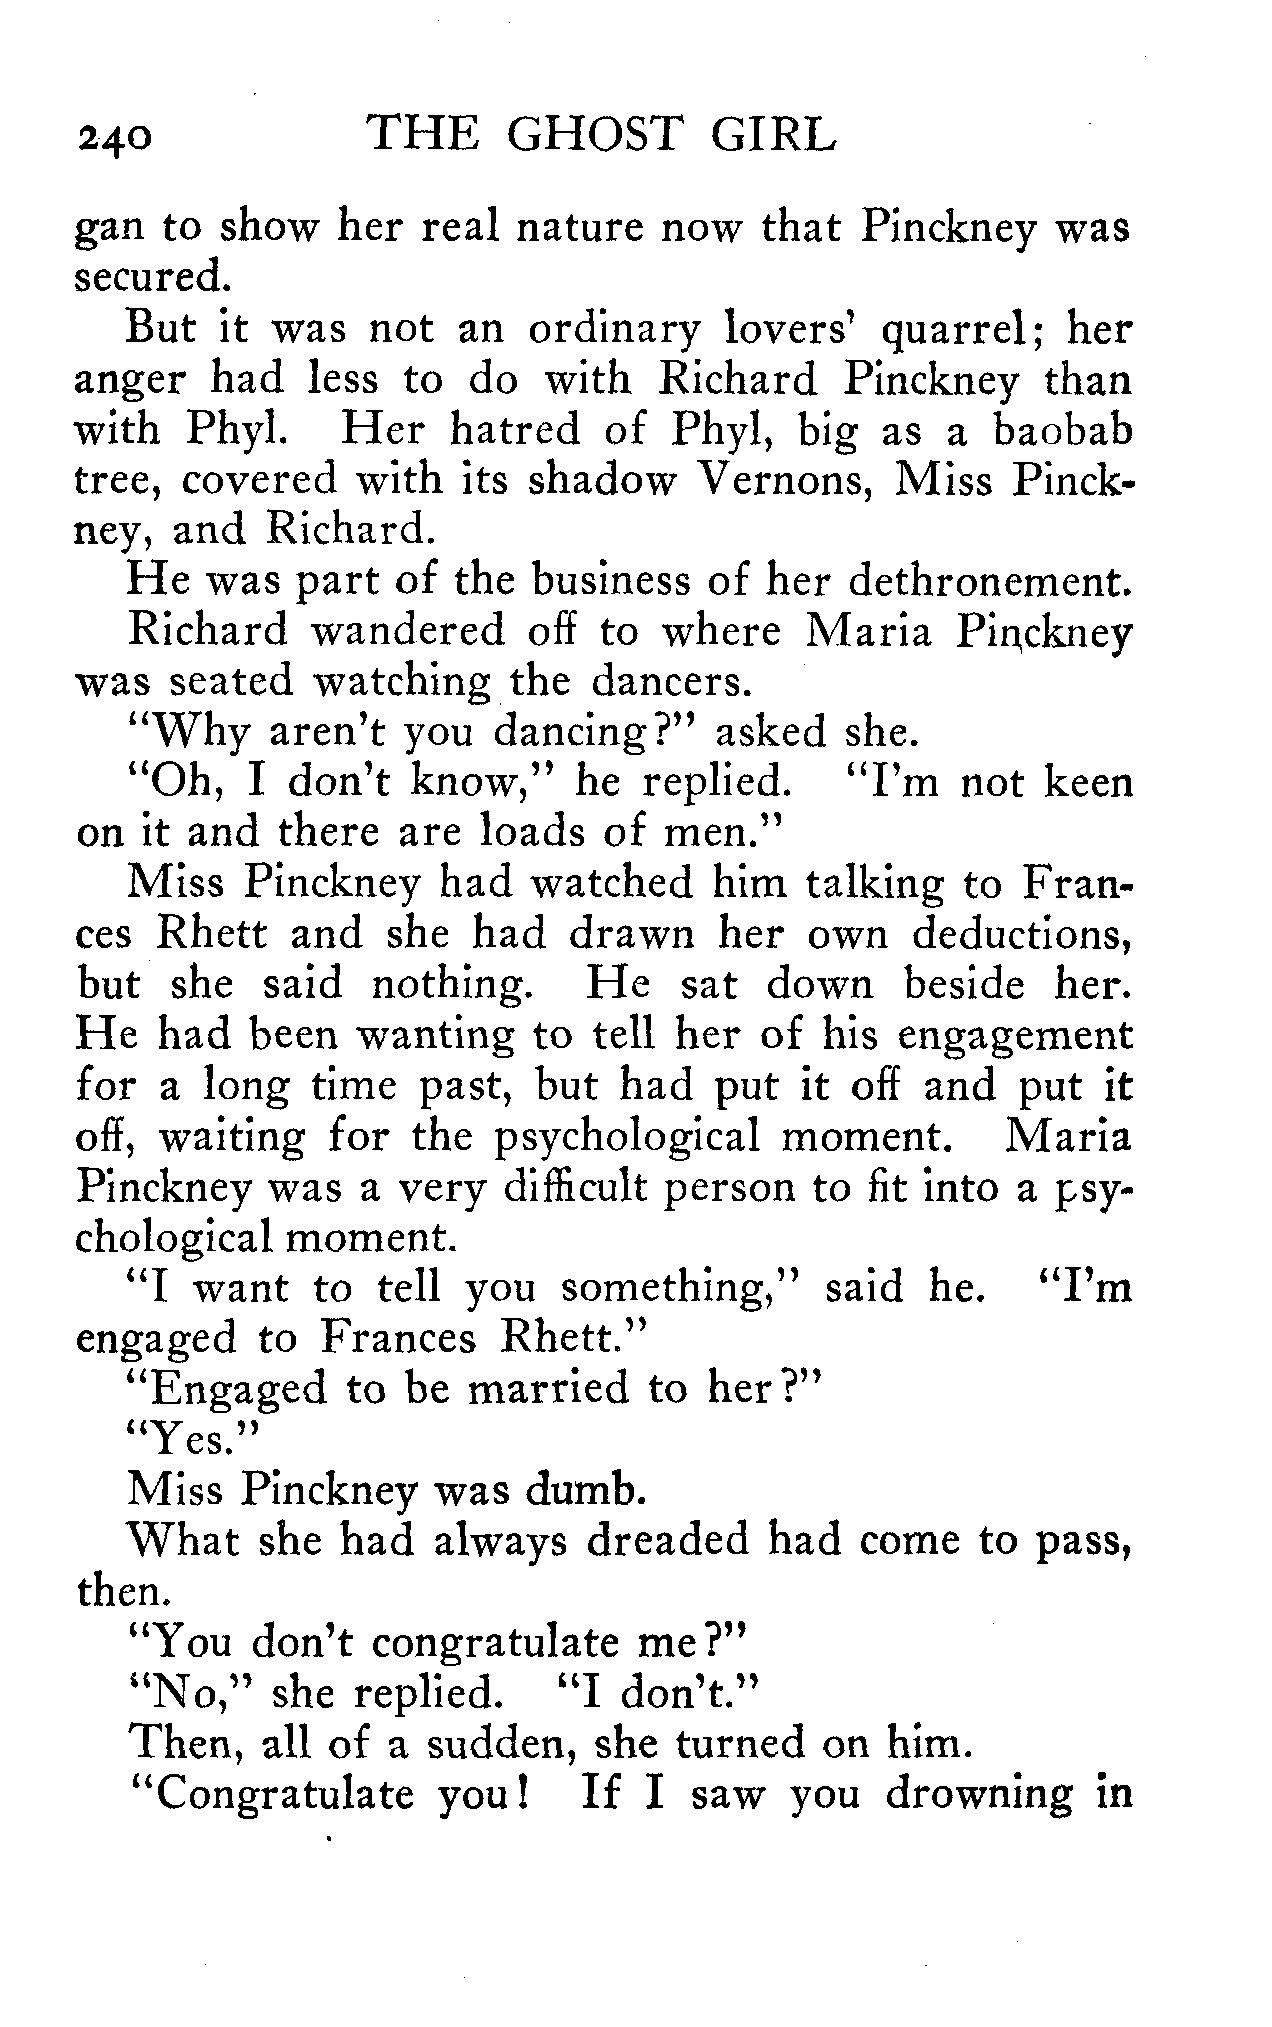 240 THE GHOST GIRL
gan to show her real nature now that Pinckney was
secured.
But it was not an ordinary lovers' quarrel; her
anger had less to do with Richard Pinckney than
with Phyl. Her hatred of Phyl, big as a baobab
tree, covered with its shadow Vernons, Miss Pinck-
ney, and Richard.
He was part of the business of her dethronement.
Richard wandered off to where Maria Pinckney
was seated watching the dancers.
"Why aren't you dancing?" asked she.
"Oh, I don't know," he replied. "I'm not keen
on it and there are loads of men."
Miss Pinckney had watched him talking to Fran-
ces Rhett and she had drawn her own deductions,
but she said nothing. He sat down beside her.
He had been wanting to tell her of his engagement
for a long time past, but had put it off and put it
off, waiting for the psychological moment. Maria
Pinckney was a very difficult person to fit into a psy-
chological moment.
"I want to tell you something," said he. "I'm
engaged to Frances Rhett."
"Engaged to be married to her?"
"Yes."
Miss Pinckney was dumb.
What she had always dreaded had come to pass,
then.
"You don't congratulate me?"
"No," she replied. "I don't."
Then, all of a sudden, she turned on him.
"Congratulate you! If I saw you drowning in